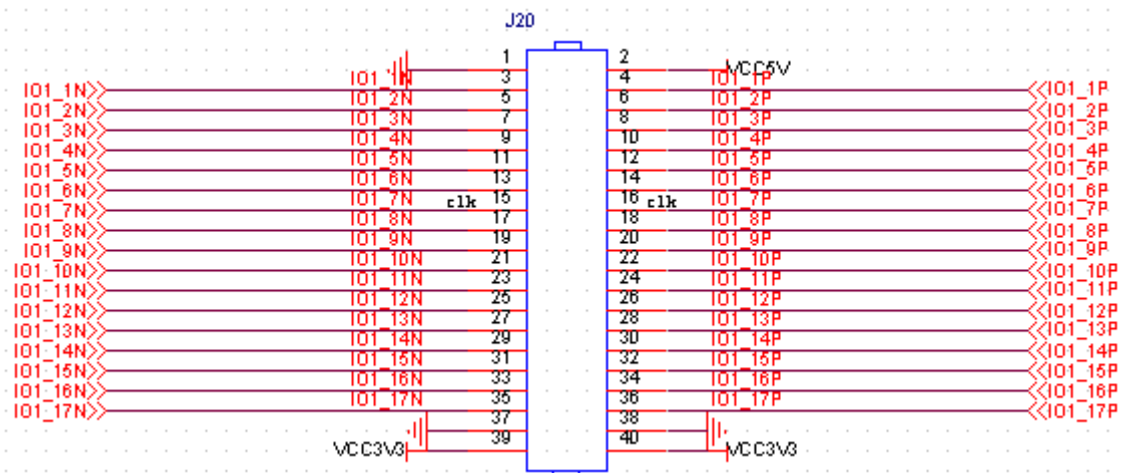 J20
1 2
VCC5V
IO1_1N 3 4 IO1_1P
IO1_1N IO1_1P
IO1_2N 5 6 IO1_2P
IO1_2N IO1_2P
IO1_3N 7 8 IO1_3P
IO1_3N IO1_3P
IO1_4N 9 10 IO1_4P
IO1_4N IO1_4P
IO1_5N 11 12 IO1_5P
IO1_5N IO1_5P
IO1_6N 13 14 IO1_6P
IO1_6N IO1_6P
IO1_7N clk 15 16 clk IO1_7P
IO1_7N IO1_7P
IO1_8N 17 18 IO1_8P
IO1_8N IO1_8P
IO1_9N 19 20 IO1_9P
IO1_9N IO1_9P
IO1_10N 21 22 IO1_10P
IO1_10N IO1_10P
IO1_11N 23 24 IO1_11P
IO1_11N IO1_11P
IO1_12N 25 26 IO1_12P
IO1_12N IO1_12P
IO1_13N 27 28 IO1_13P
IO1_13N IO1_13P
IO1_14N 29 30 IO1_14P
IO1_14N IO1_14P
IO1_15N 31 32 IO1_15P
IO1_15N IO1_15P
IO1_16N 33 34 IO1_16P
IO1_16N IO1_16P
IO1_17N 35 36 IO1_17P
IO1_17N IO1_17P
37 38
39 40
VCC3V3 VCC3V3